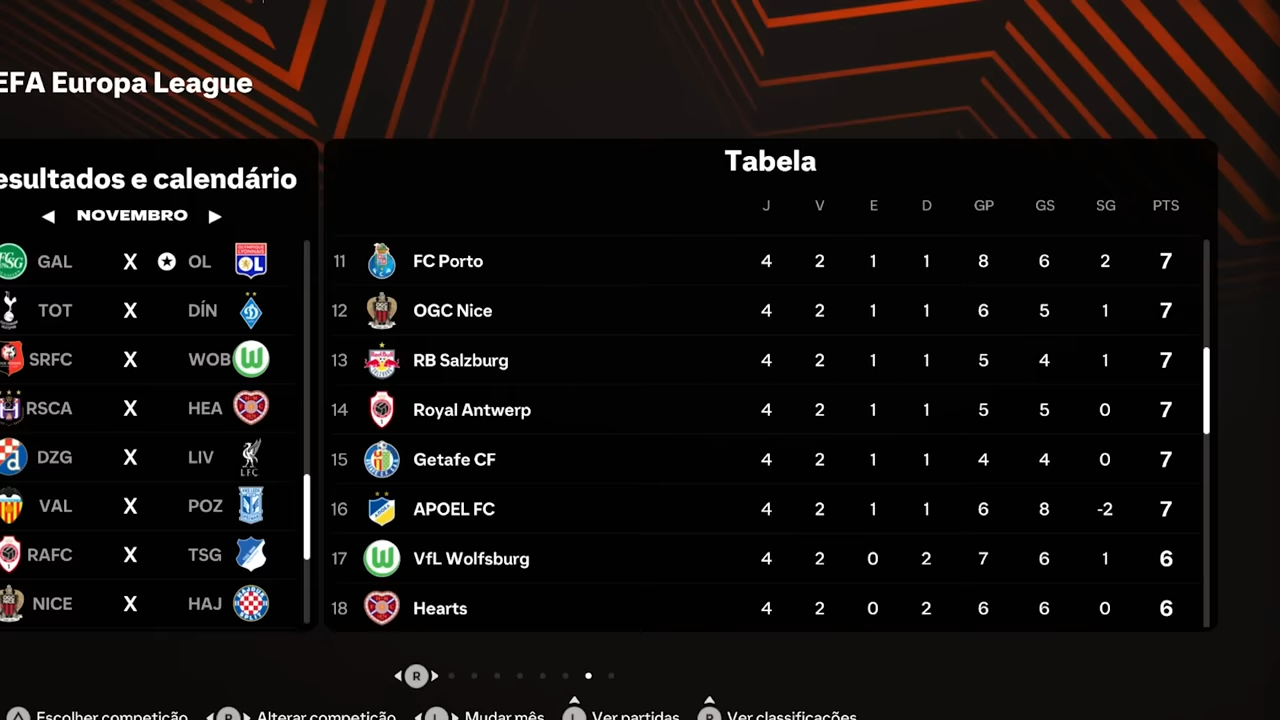 EFA Europa League
esultados e calendário
NOVEMBRO
GAL X OL
TOT X DÍN
SRFC X WOB
RSCA X HEA
DZG X LIV
LFC
VAL X POZ
RAFC X TSG
NICE X HAJ
Tabela
J V E D GP GS SG PTS
11 FC Porto 4 2 1 1 8 6 2 7
12 OGC Nice 4 2 1 1 6 5 1 7
13 RB Salzburg 4 2 1 1 5 4 1 7
14 Royal Antwerp 4 2 1 1 5 5 0 7
15 Getafe CF 4 2 1 1 4 4 0 7
16 APOEL FC 4 2 1 1 6 8 -2 7
17 VfL Wolfsburg 4 2 0 2 7 6 1 6
18 Hearts 4 2 0 2 6 6 0 6
R
Escolher competição R Alterar competição L Mudar mês L Ver partidas R Ver classificações